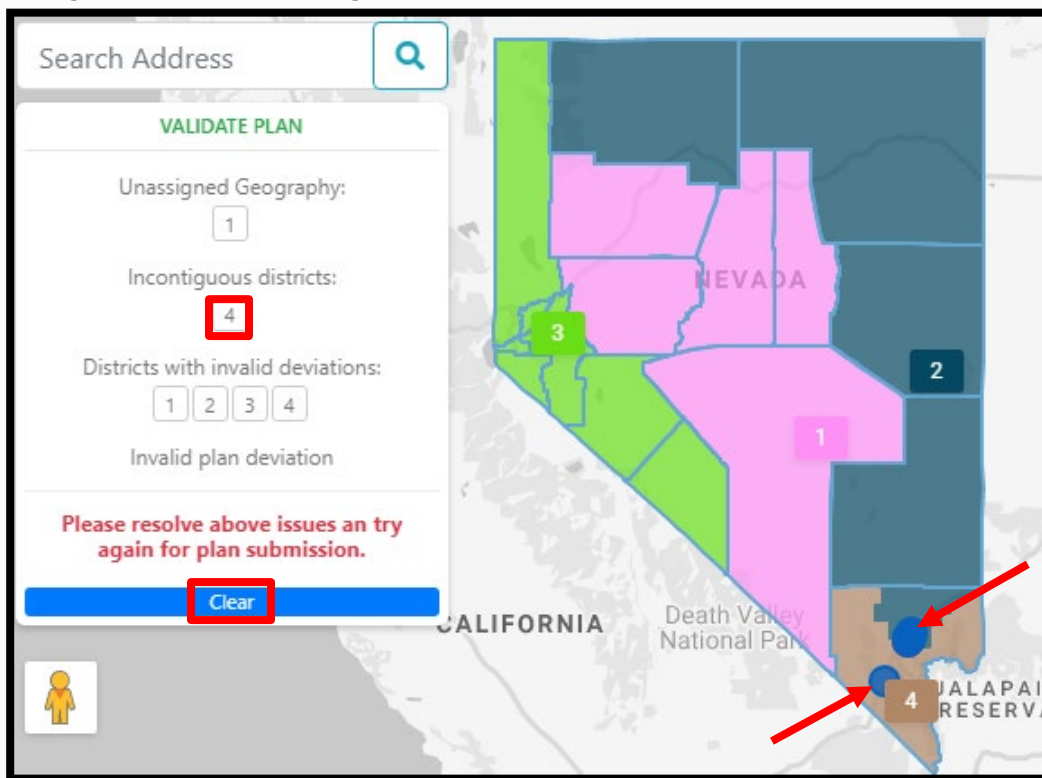 Search Address
VALIDATE PLAN
Unassigned Geography:
1
Incontiguous districts:
4
Districts with invalid deviations:
1 2 3 4
Invalid plan deviation
Please resolve above issues an try
again for plan submission.
Clear
NEVADA
3
2
1
CALIFORNIA
Death Valley
National Park
4
UALAPAI
RESERVA